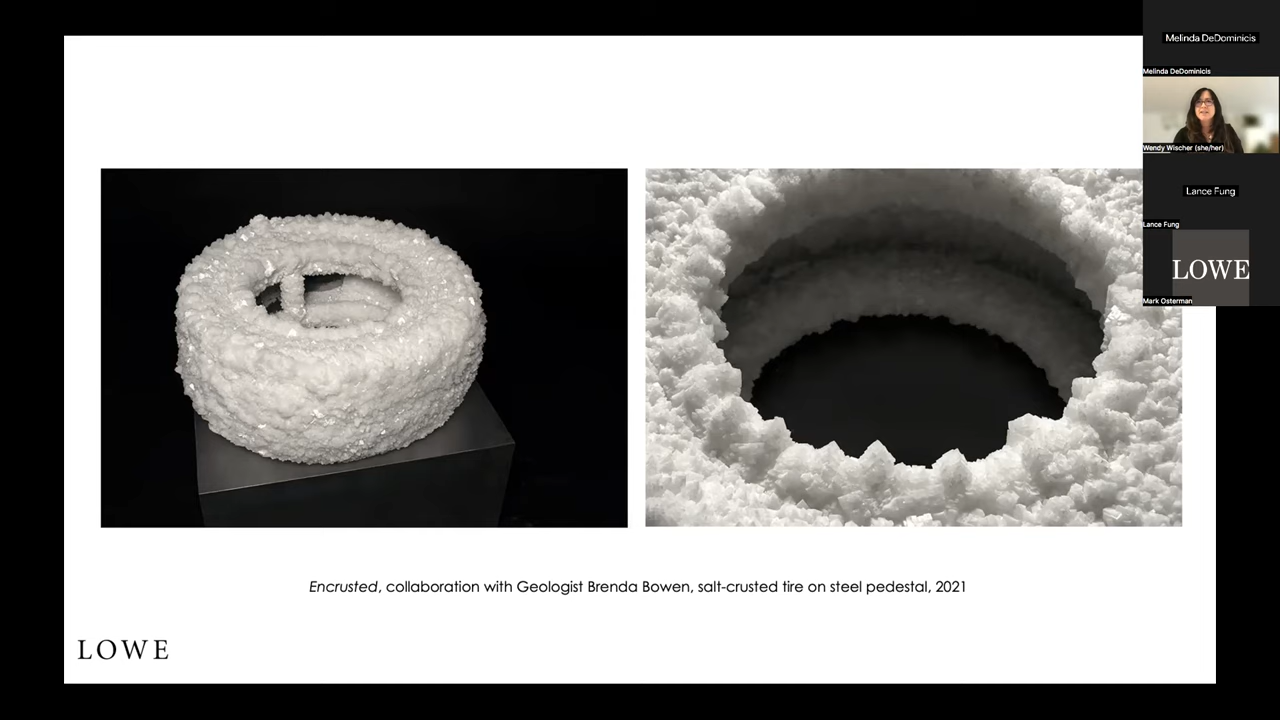 Melinda DeDominicis
Melinda DeDominicis
Wendy Wischer (she/her)
Lance Fung
Lance Fung
LOWE
Mark Osterman
Encrusted, collaboration with Geologist Brenda Bowen, salt-crusted tire on steel pedestal, 2021
LOWE